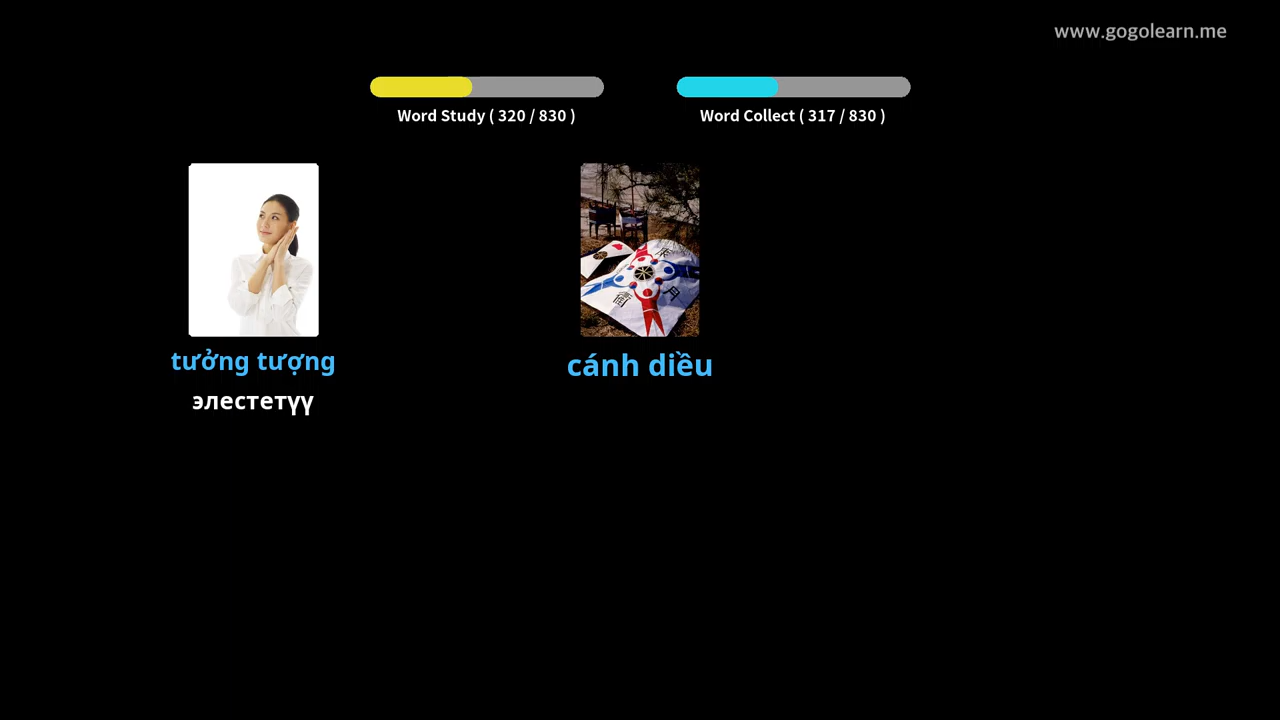 www.gogolearn.me
Word Study ( 320 / 830 )
Word Collect ( 317 / 830 )
tưởng tượng
элестетүү
cánh diều